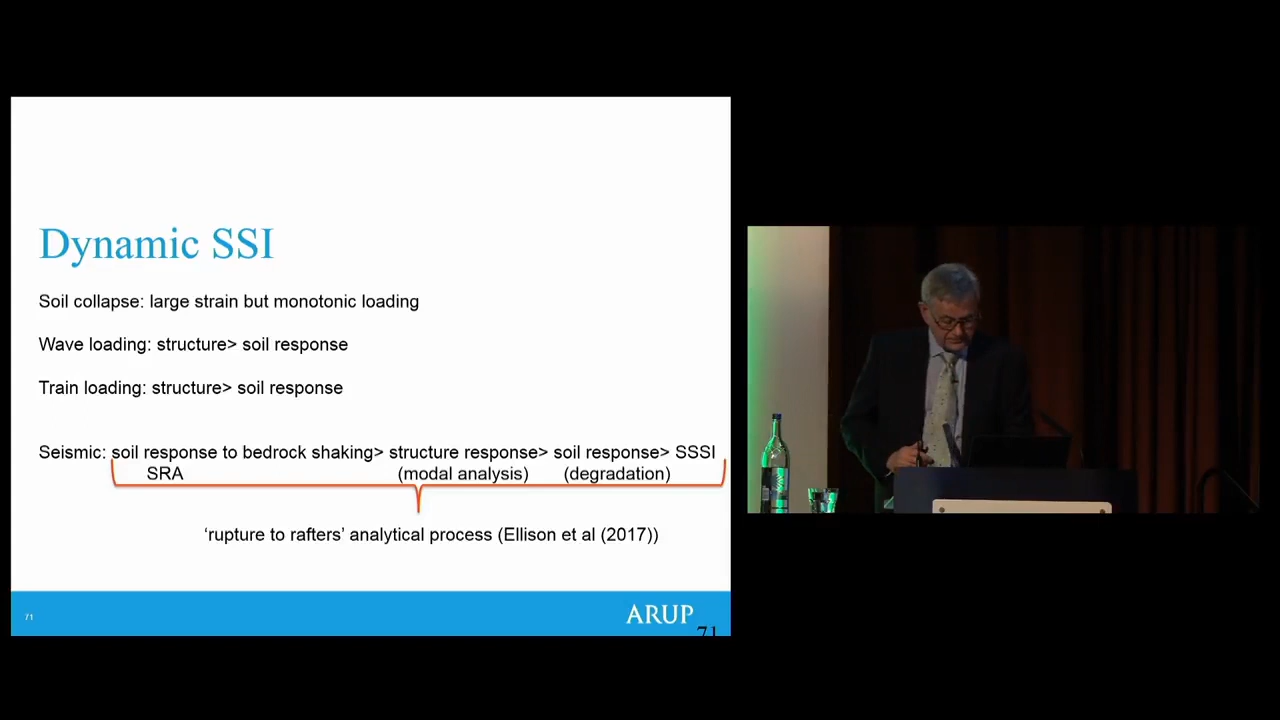 Dynamic SSI
Soil collapse: large strain but monotonic loading
Wave loading: structure> soil response
Train loading: structure> soil response
Seismic: soil response to bedrock shaking> structure response> soil response> SSSI
SRA (modal analysis) (degradation)
‘rupture to rafters’ analytical process (Ellison et al (2017))
71
ARUP
71